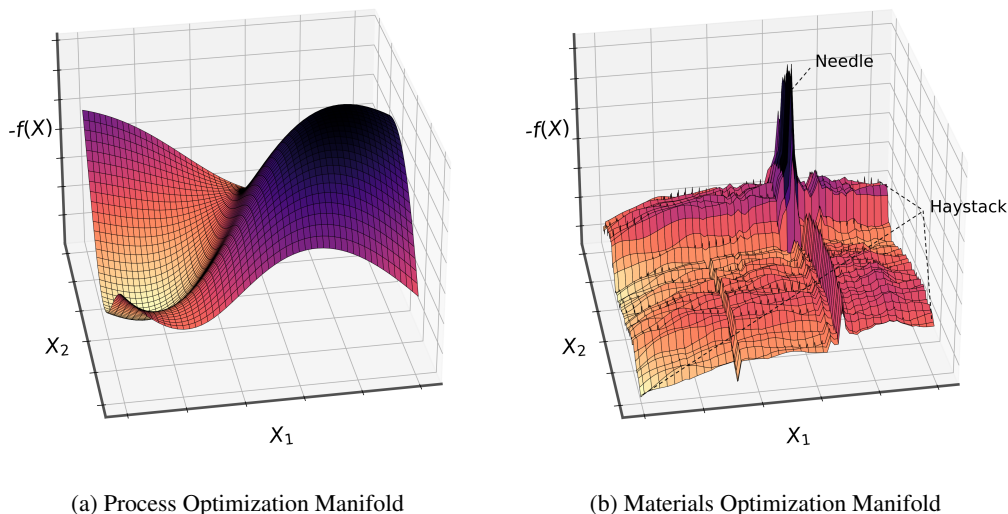 -f(X)
X2
X1
(a) Process Optimization Manifold
Needle
-f(X)
Haystack
X2
X1
(b) Materials Optimization Manifold